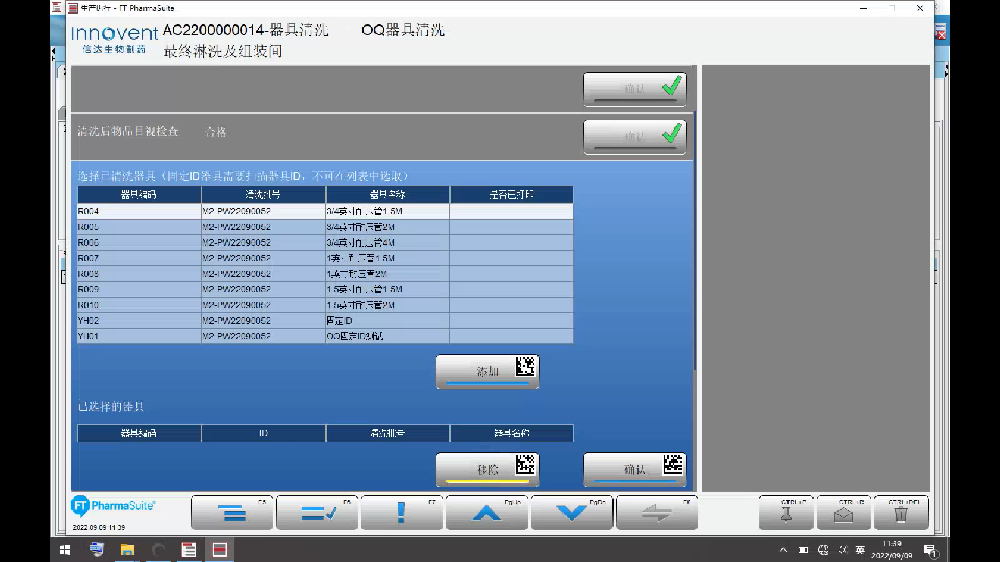 生产执行 - FT PharmaSuite
Innovent
信达生物制药
AC2200000014-器具清洗 - OQ器具清洗
最终淋洗及组装间
确认
清洗后物品目视检查 合格
确认
选择已清洗器具（固定ID器具需要扫描器具ID，不可在列表中选取）
器具编码 清洗批号 器具名称 是否已打印
R004 M2-PW22090052 3/4英寸耐压管1.5M
R005 M2-PW22090052 3/4英寸耐压管2M
R006 M2-PW22090052 3/4英寸耐压管4M
R007 M2-PW22090052 1英寸耐压管1.5M
R008 M2-PW22090052 1英寸耐压管2M
R009 M2-PW22090052 1.5英寸耐压管1.5M
R010 M2-PW22090052 1.5英寸耐压管2M
YH02 M2-PW22090052 固定ID
YH01 M2-PW22090052 OQ固定ID测试
添加
已选择的器具
器具编码 ID 清洗批号 器具名称
移除 确认
FT PharmaSuite®
F5 F6 F7 PgUp PgDn F8 CTRL+P CTRL+R CTRL+DEL
2022.09.09 11:39
英
11:39
2022/09/09
1